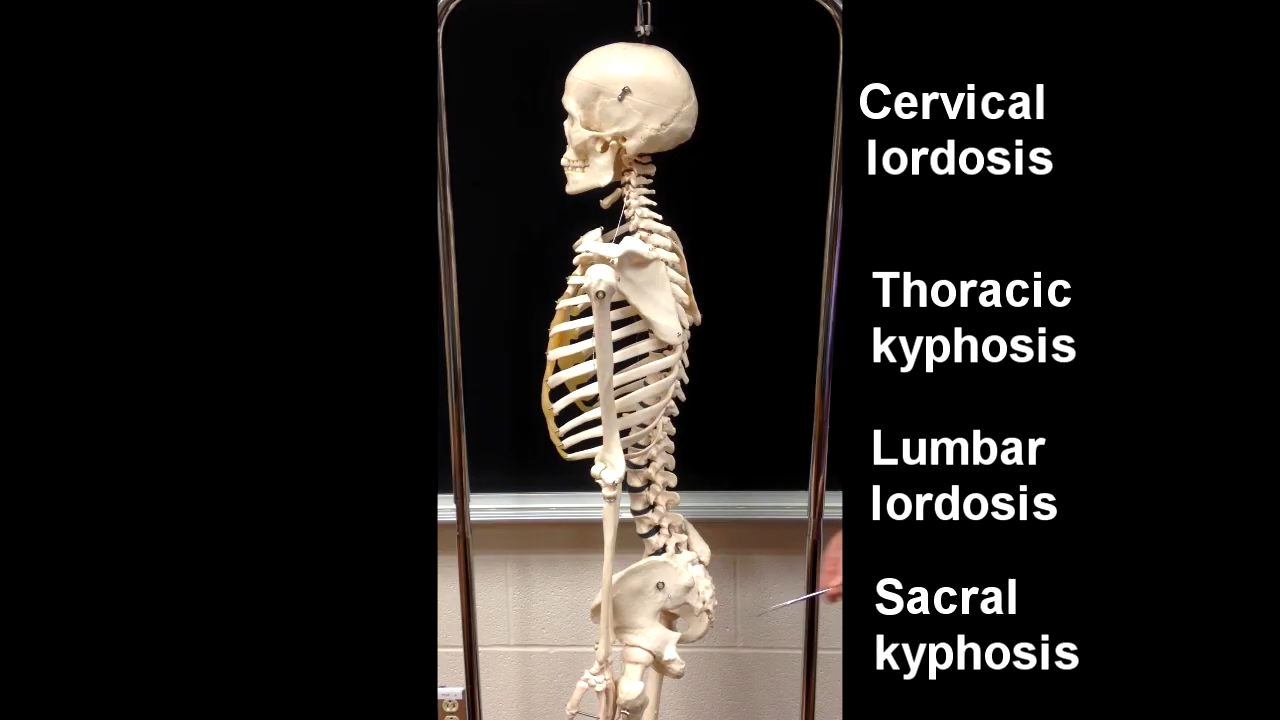 Cervical
lordosis
Thoracic
kyphosis
Lumbar
lordosis
Sacral
kyphosis